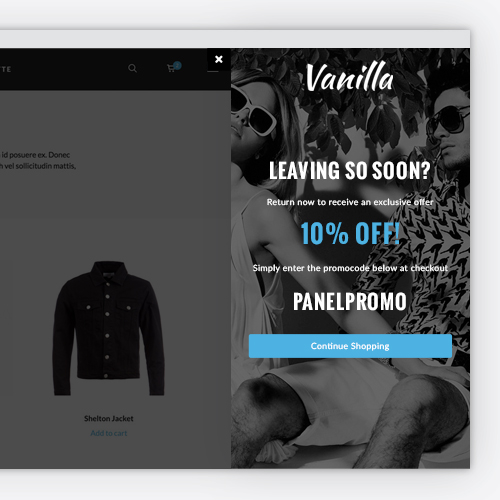 TE
2
Vanilla
id posuere ex. Donec
vel sollicitudin mattis,
LEAVING SO SOON?
Return now to receive an exclusive offer
10% OFF!
Simply enter the promocode below at checkout
PANELPROMO
Continue Shopping
Shelton Jacket
Add to cart